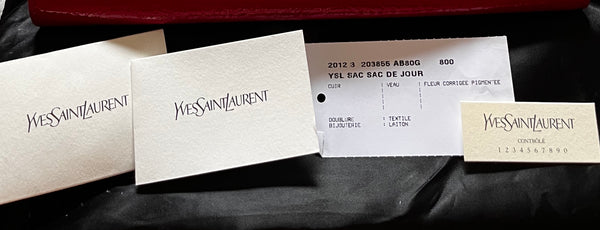 YVESSAINTLAURENT
YVESSAINTLAURENT
2012 3 203855 AB80G 800
YSL SAC SAC DE JOUR
CUIR : VEAU : FLEUR CORRIGEE PIGMENTEE
DOUBLURE : TEXTILE
BIJOUTERIE : LAITON
YVESSAINTLAURENT
CONTRÔLE
1 2 3 4 5 6 7 8 9 0